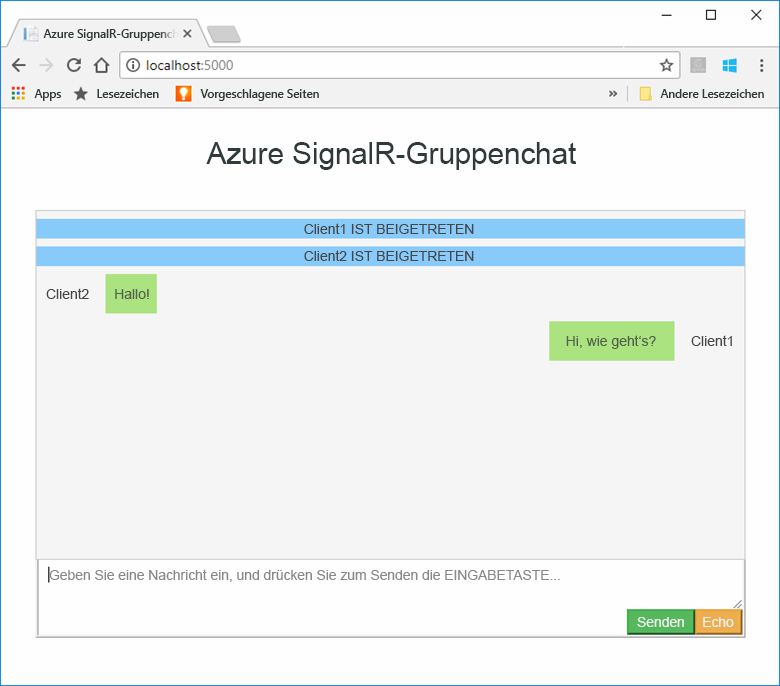 Azure SignalR-Gruppench
localhost:5000
Apps Lesezeichen Vorgeschlagene Seiten » Andere Lesezeichen
Azure SignalR-Gruppenchat
Client1 IST BEIGETRETEN
Client2 IST BEIGETRETEN
Client2 Hallo!
Hi, wie geht's? Client1
Geben Sie eine Nachricht ein, und drücken Sie zum Senden die EINGABETASTE...
Senden Echo